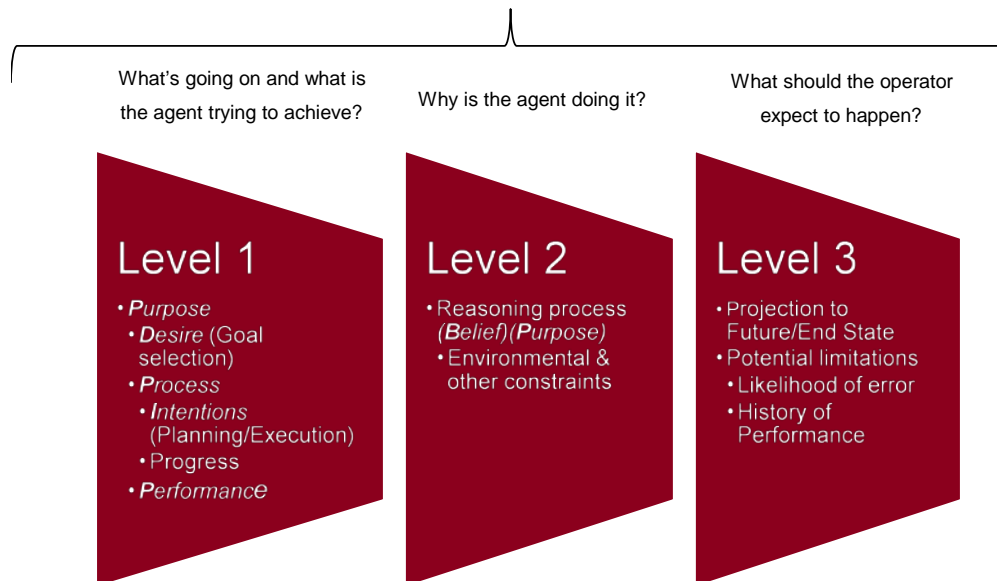 What's going on and what is
the agent trying to achieve?
Why is the agent doing it?
What should the operator
expect to happen?
Level 1
• Purpose
• Desire (Goal
selection)
• Process
• Intentions
(Planning/Execution)
• Progress
• Performance
Level 2
• Reasoning process
(Belief)(Purpose)
• Environmental &
other constraints
Level 3
• Projection to
Future/End State
• Potential limitations
• Likelihood of error
• History of
Performance